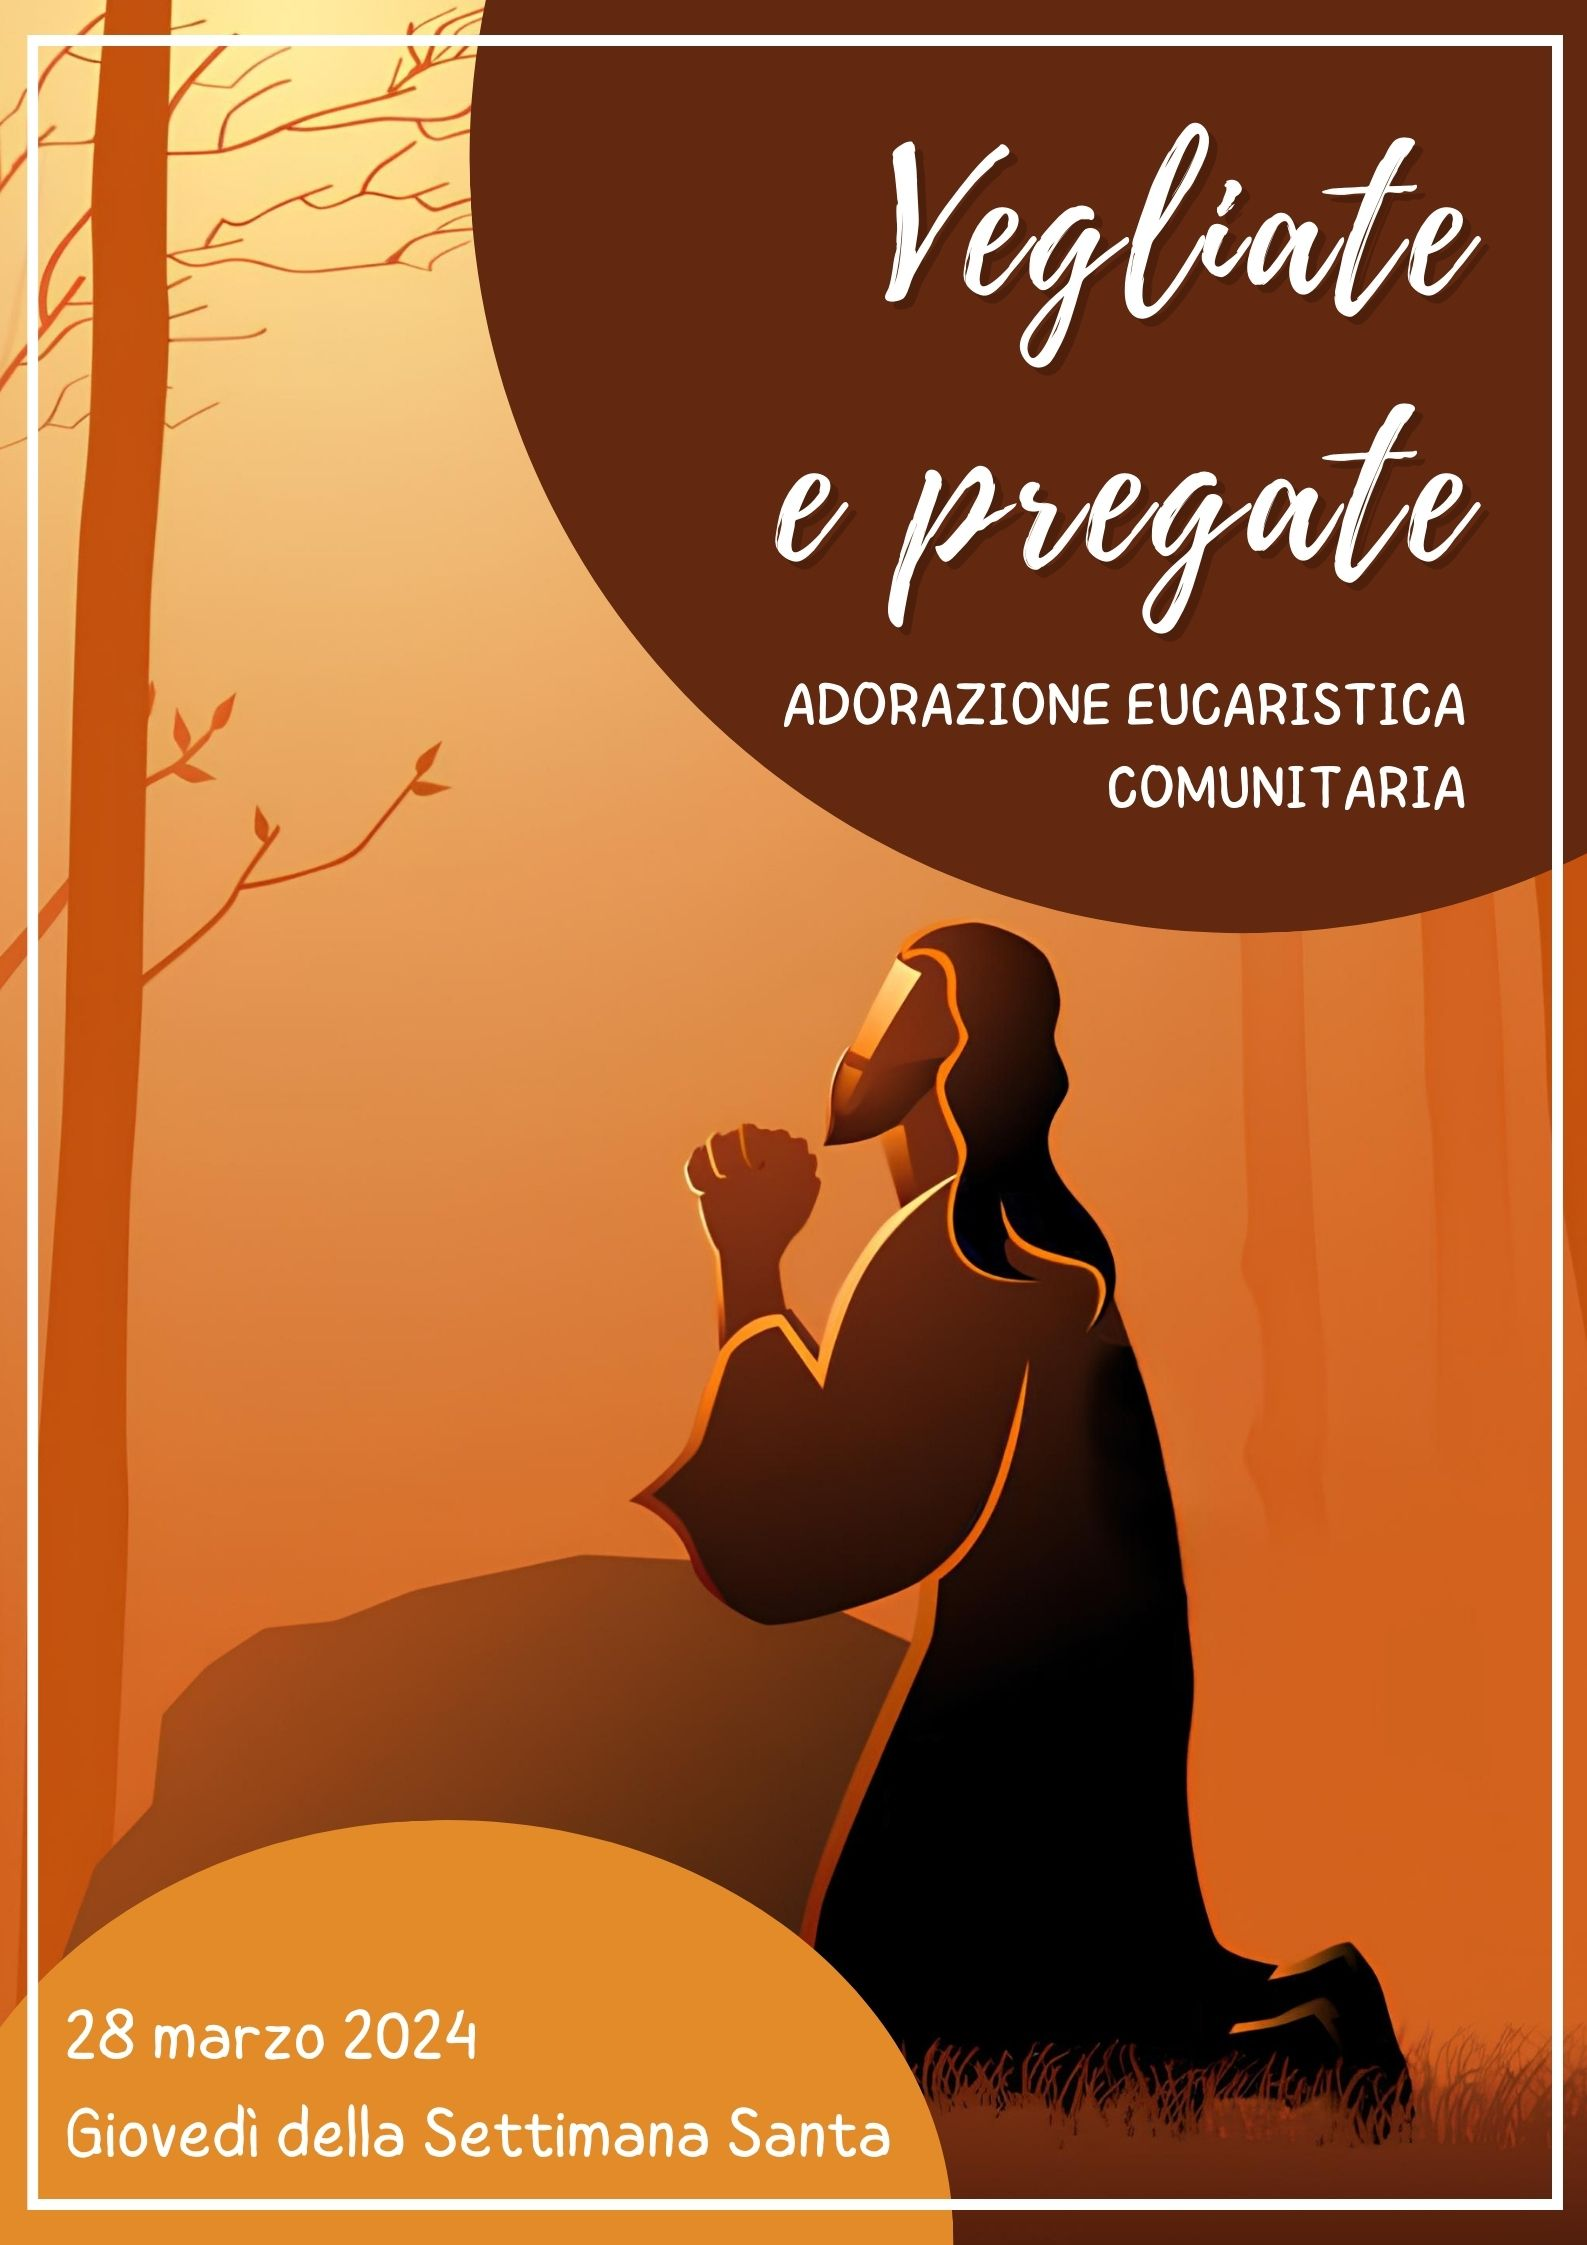 Vegliate
e pregate
ADORAZIONE EUCARISTICA
COMUNITARIA
28 marzo 2024
Giovedì della Settimana Santa